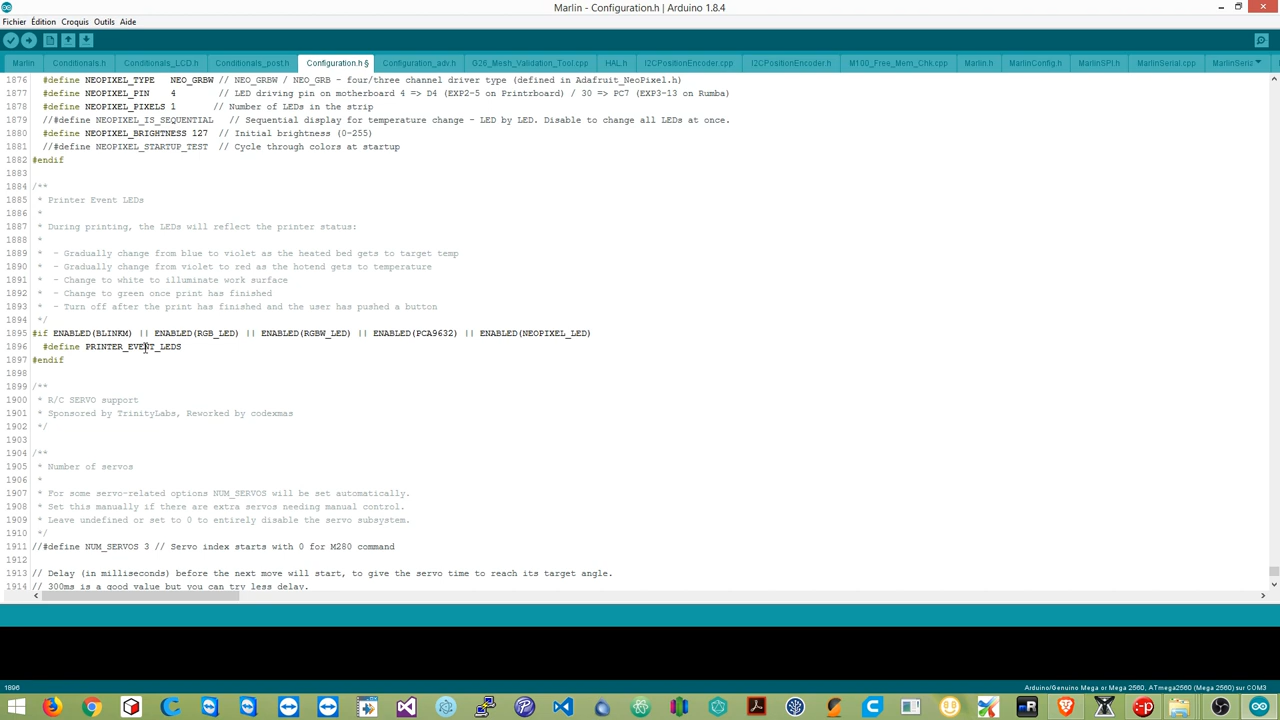 Marlin - Configuration.h | Arduino 1.8.4
Fichier Édition Croquis Outils Aide
Marlin Conditionals.h Conditionals_LCD.h Conditionals_post.h Configuration.h § Configuration_adv.h G26_Mesh_Validation_Tool.cpp HAL.h I2CPositionEncoder.cpp I2CPositionEncoder.h M100_Free_Mem_Chk.cpp Marlin.h MarlinConfig.h MarlinSPI.h MarlinSerial.cpp MarlinSeria
1876 #define NEOPIXEL_TYPE NEO_GRBW // NEO_GRBW / NEO_GRB - four/three channel driver type (defined in Adafruit_NeoPixel.h)
1877 #define NEOPIXEL_PIN 4 // LED driving pin on motherboard 4 => D4 (EXP2-5 on Printrboard) / 30 => PC7 (EXP3-13 on Rumba)
1878 #define NEOPIXEL_PIXELS 1 // Number of LEDs in the strip
1879 //#define NEOPIXEL_IS_SEQUENTIAL // Sequential display for temperature change - LED by LED. Disable to change all LEDs at once.
1880 #define NEOPIXEL_BRIGHTNESS 127 // Initial brightness (0-255)
1881 //#define NEOPIXEL_STARTUP_TEST // Cycle through colors at startup
1882 #endif
1883
1884 /**
1885 * Printer Event LEDs
1886 *
1887 * During printing, the LEDs will reflect the printer status:
1888 *
1889 * - Gradually change from blue to violet as the heated bed gets to target temp
1890 * - Gradually change from violet to red as the hotend gets to temperature
1891 * - Change to white to illuminate work surface
1892 * - Change to green once print has finished
1893 * - Turn off after the print has finished and the user has pushed a button
1894 */
1895 #if ENABLED(BLINKM) || ENABLED(RGB_LED) || ENABLED(RGBW_LED) || ENABLED(PCA9632) || ENABLED(NEOPIXEL_LED)
1896 #define PRINTER_EVENT_LEDS
1897 #endif
1898
1899 /**
1900 * R/C SERVO support
1901 * Sponsored by TrinityLabs, Reworked by codexmas
1902 */
1903
1904 /**
1905 * Number of servos
1906 *
1907 * For some servo-related options NUM_SERVOS will be set automatically.
1908 * Set this manually if there are extra servos needing manual control.
1909 * Leave undefined or set to 0 to entirely disable the servo subsystem.
1910 */
1911 //#define NUM_SERVOS 3 // Servo index starts with 0 for M280 command
1912
1913 // Delay (in milliseconds) before the next move will start, to give the servo time to reach its target angle.
1914 // 300ms is a good value but you can try less delay.
1896 Arduino/Genuino Mega or Mega 2560, ATmega2560 (Mega 2560) sur COM3